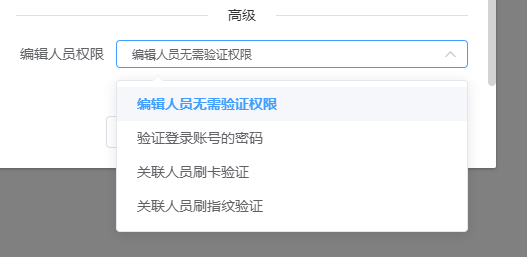 高级
编辑人员权限 编辑人员无需验证权限
编辑人员无需验证权限
验证登录账号的密码
关联人员刷卡验证
关联人员刷指纹验证